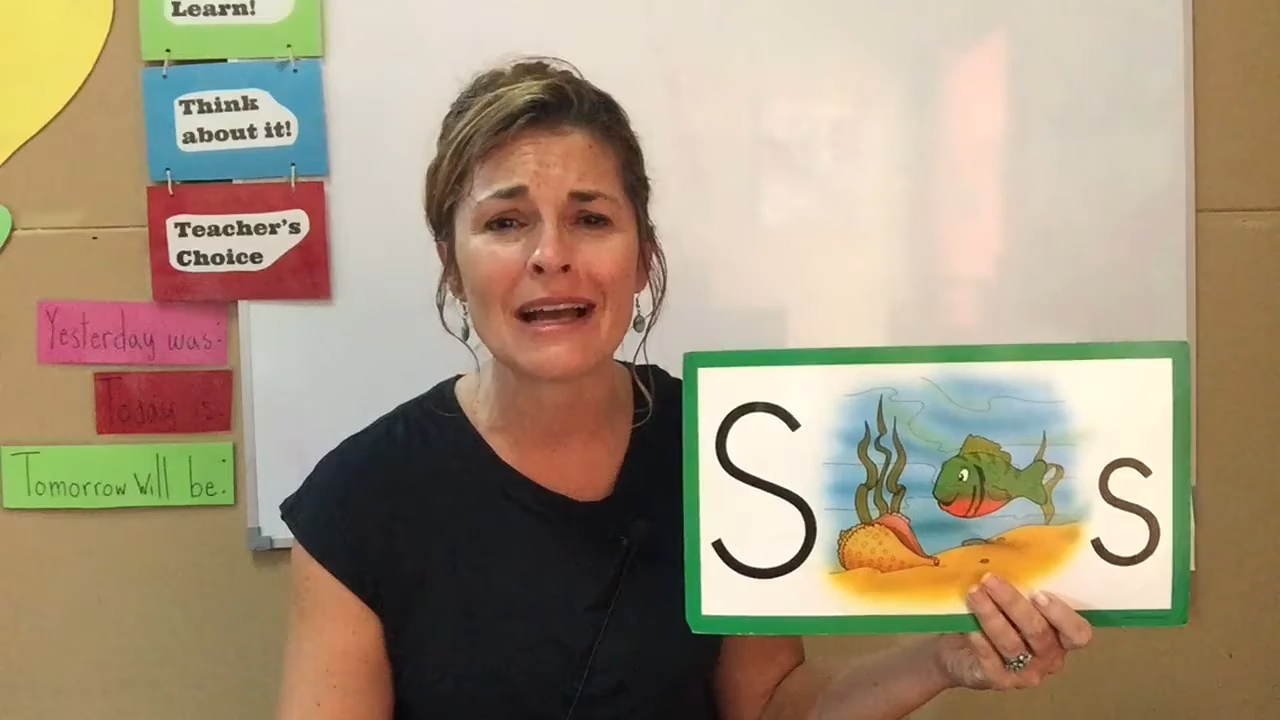 Learn!
Think
about it!
Teacher's
Choice
Yesterday was:
Today is:
Tomorrow will be:
S s